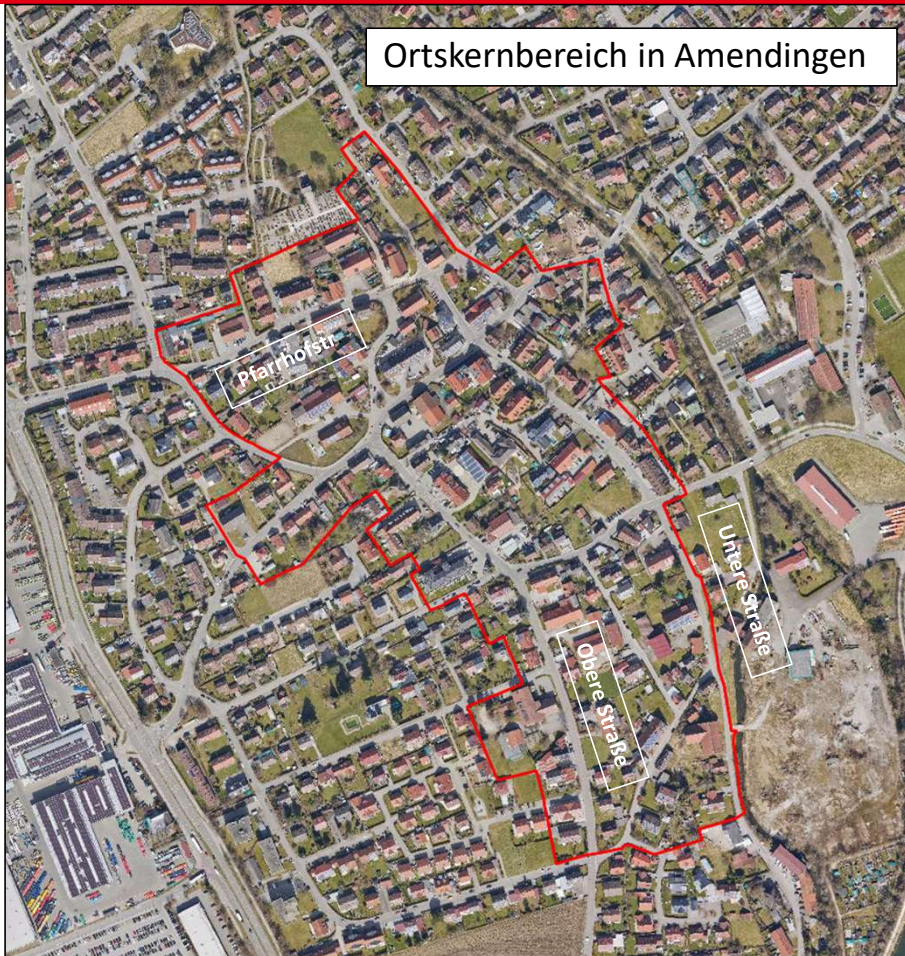 Ortskernbereich in Amendingen
Pfarrhofstr.
Untere Straße
Obere Straße